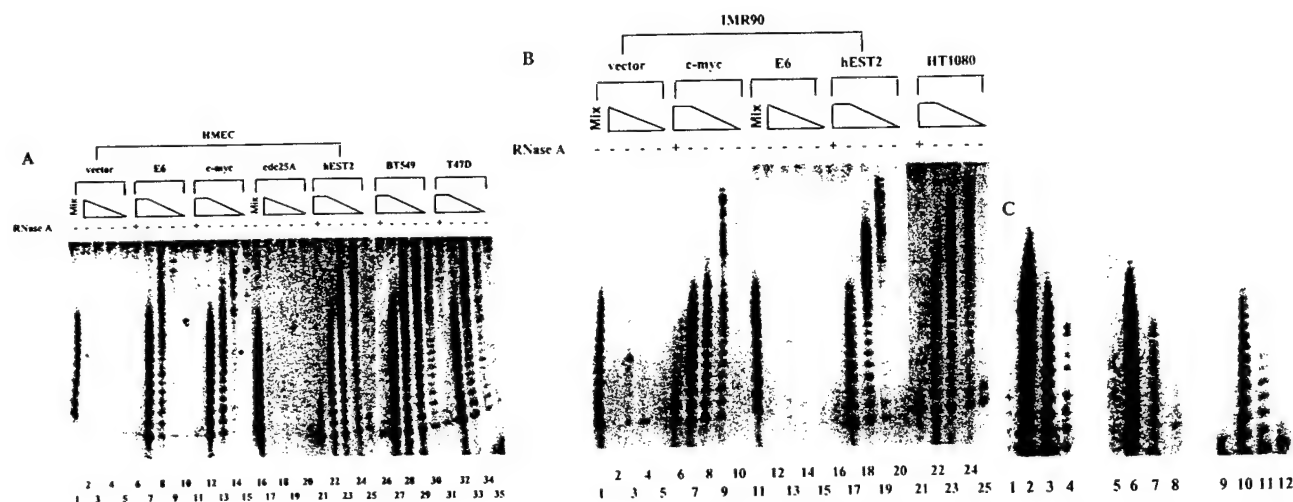 A
HMEC
vector E6 c-myc cdc25A hEST2 BT549 T47D
Mix Mix
RNase A - - - - - + - - - - + - - - - - - - - - + - - - - + - - - - + - - - -
2 4 6 8 10 12 14 16 18 20 22 24 26 28 30 32 34
1 3 5 7 9 11 13 15 17 19 21 23 25 27 29 31 33 35
B
IMR90
vector c-myc E6 hEST2 HT1080
Mix Mix
RNase A - - - - - + - - - - - - - - - + - - - - + - - - -
2 4 6 8 10 12 14 16 18 20 22 24
1 3 5 7 9 11 13 15 17 19 21 25
C
1 2 3 4 5 6 7 8 9 10 11 12